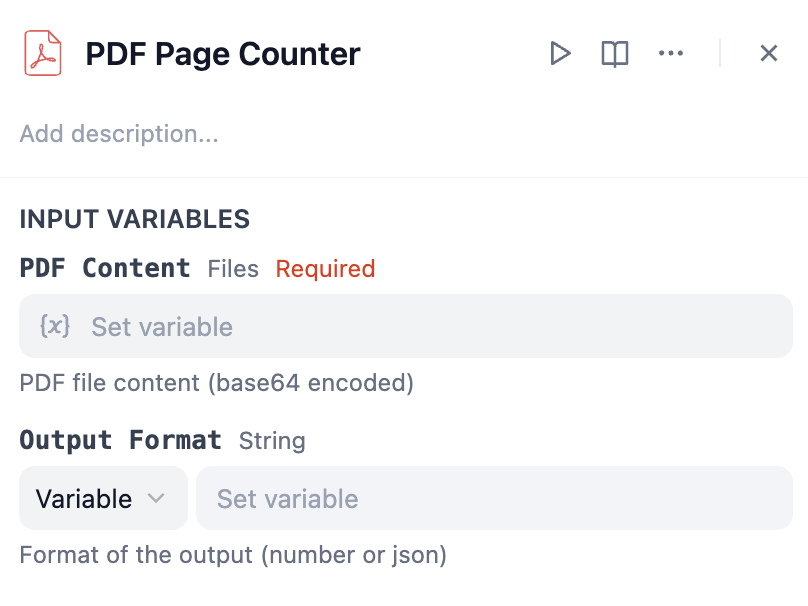 PDF Page Counter
Add description...
INPUT VARIABLES
PDF Content Files Required
{x} Set variable
PDF file content (base64 encoded)
Output Format String
Variable Set variable
Format of the output (number or json)